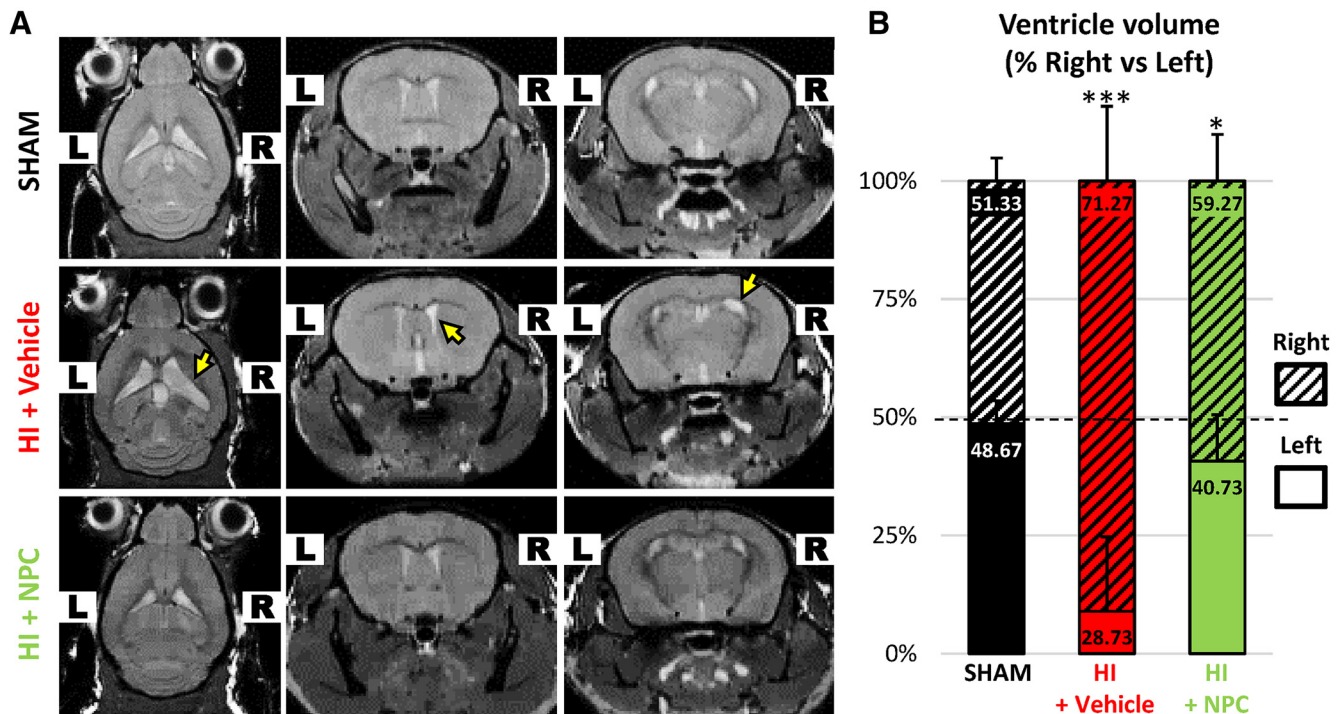 A
SHAM
L
R
L
R
L
R
HI + Vehicle
L
R
L
R
L
R
HI + NPC
L
R
L
R
L
R
B
Ventricle volume
(% Right vs Left)
***
*
100%
75%
50%
25%
0%
51.33
71.27
59.27
48.67
28.73
40.73
Right
Left
SHAM
HI
+ Vehicle
HI
+ NPC